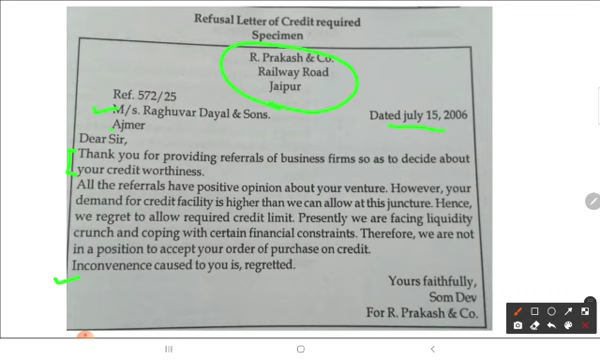 Refusal Letter of Credit required
Specimen
R. Prakash & Co.
Railway Road
Jaipur
Ref. 572/25
M/s. Raghuvar Dayal & Sons.
Dated july 15, 2006
Ajmer
Dear Sir,
Thank you for providing referrals of business firms so as to decide about
your credit worthiness.
All the referrals have positive opinion about your venture. However, your
demand for credit facility is higher than we can allow at this juncture. Hence,
we regret to allow required credit limit. Presently we are facing liquidity
crunch and coping with certain financial constraints. Therefore, we are not
in a position to accept your order of purchase on credit.
Inconvenence caused to you is, regretted.
Yours faithfully,
Som Dev
For R. Prakash & Co.